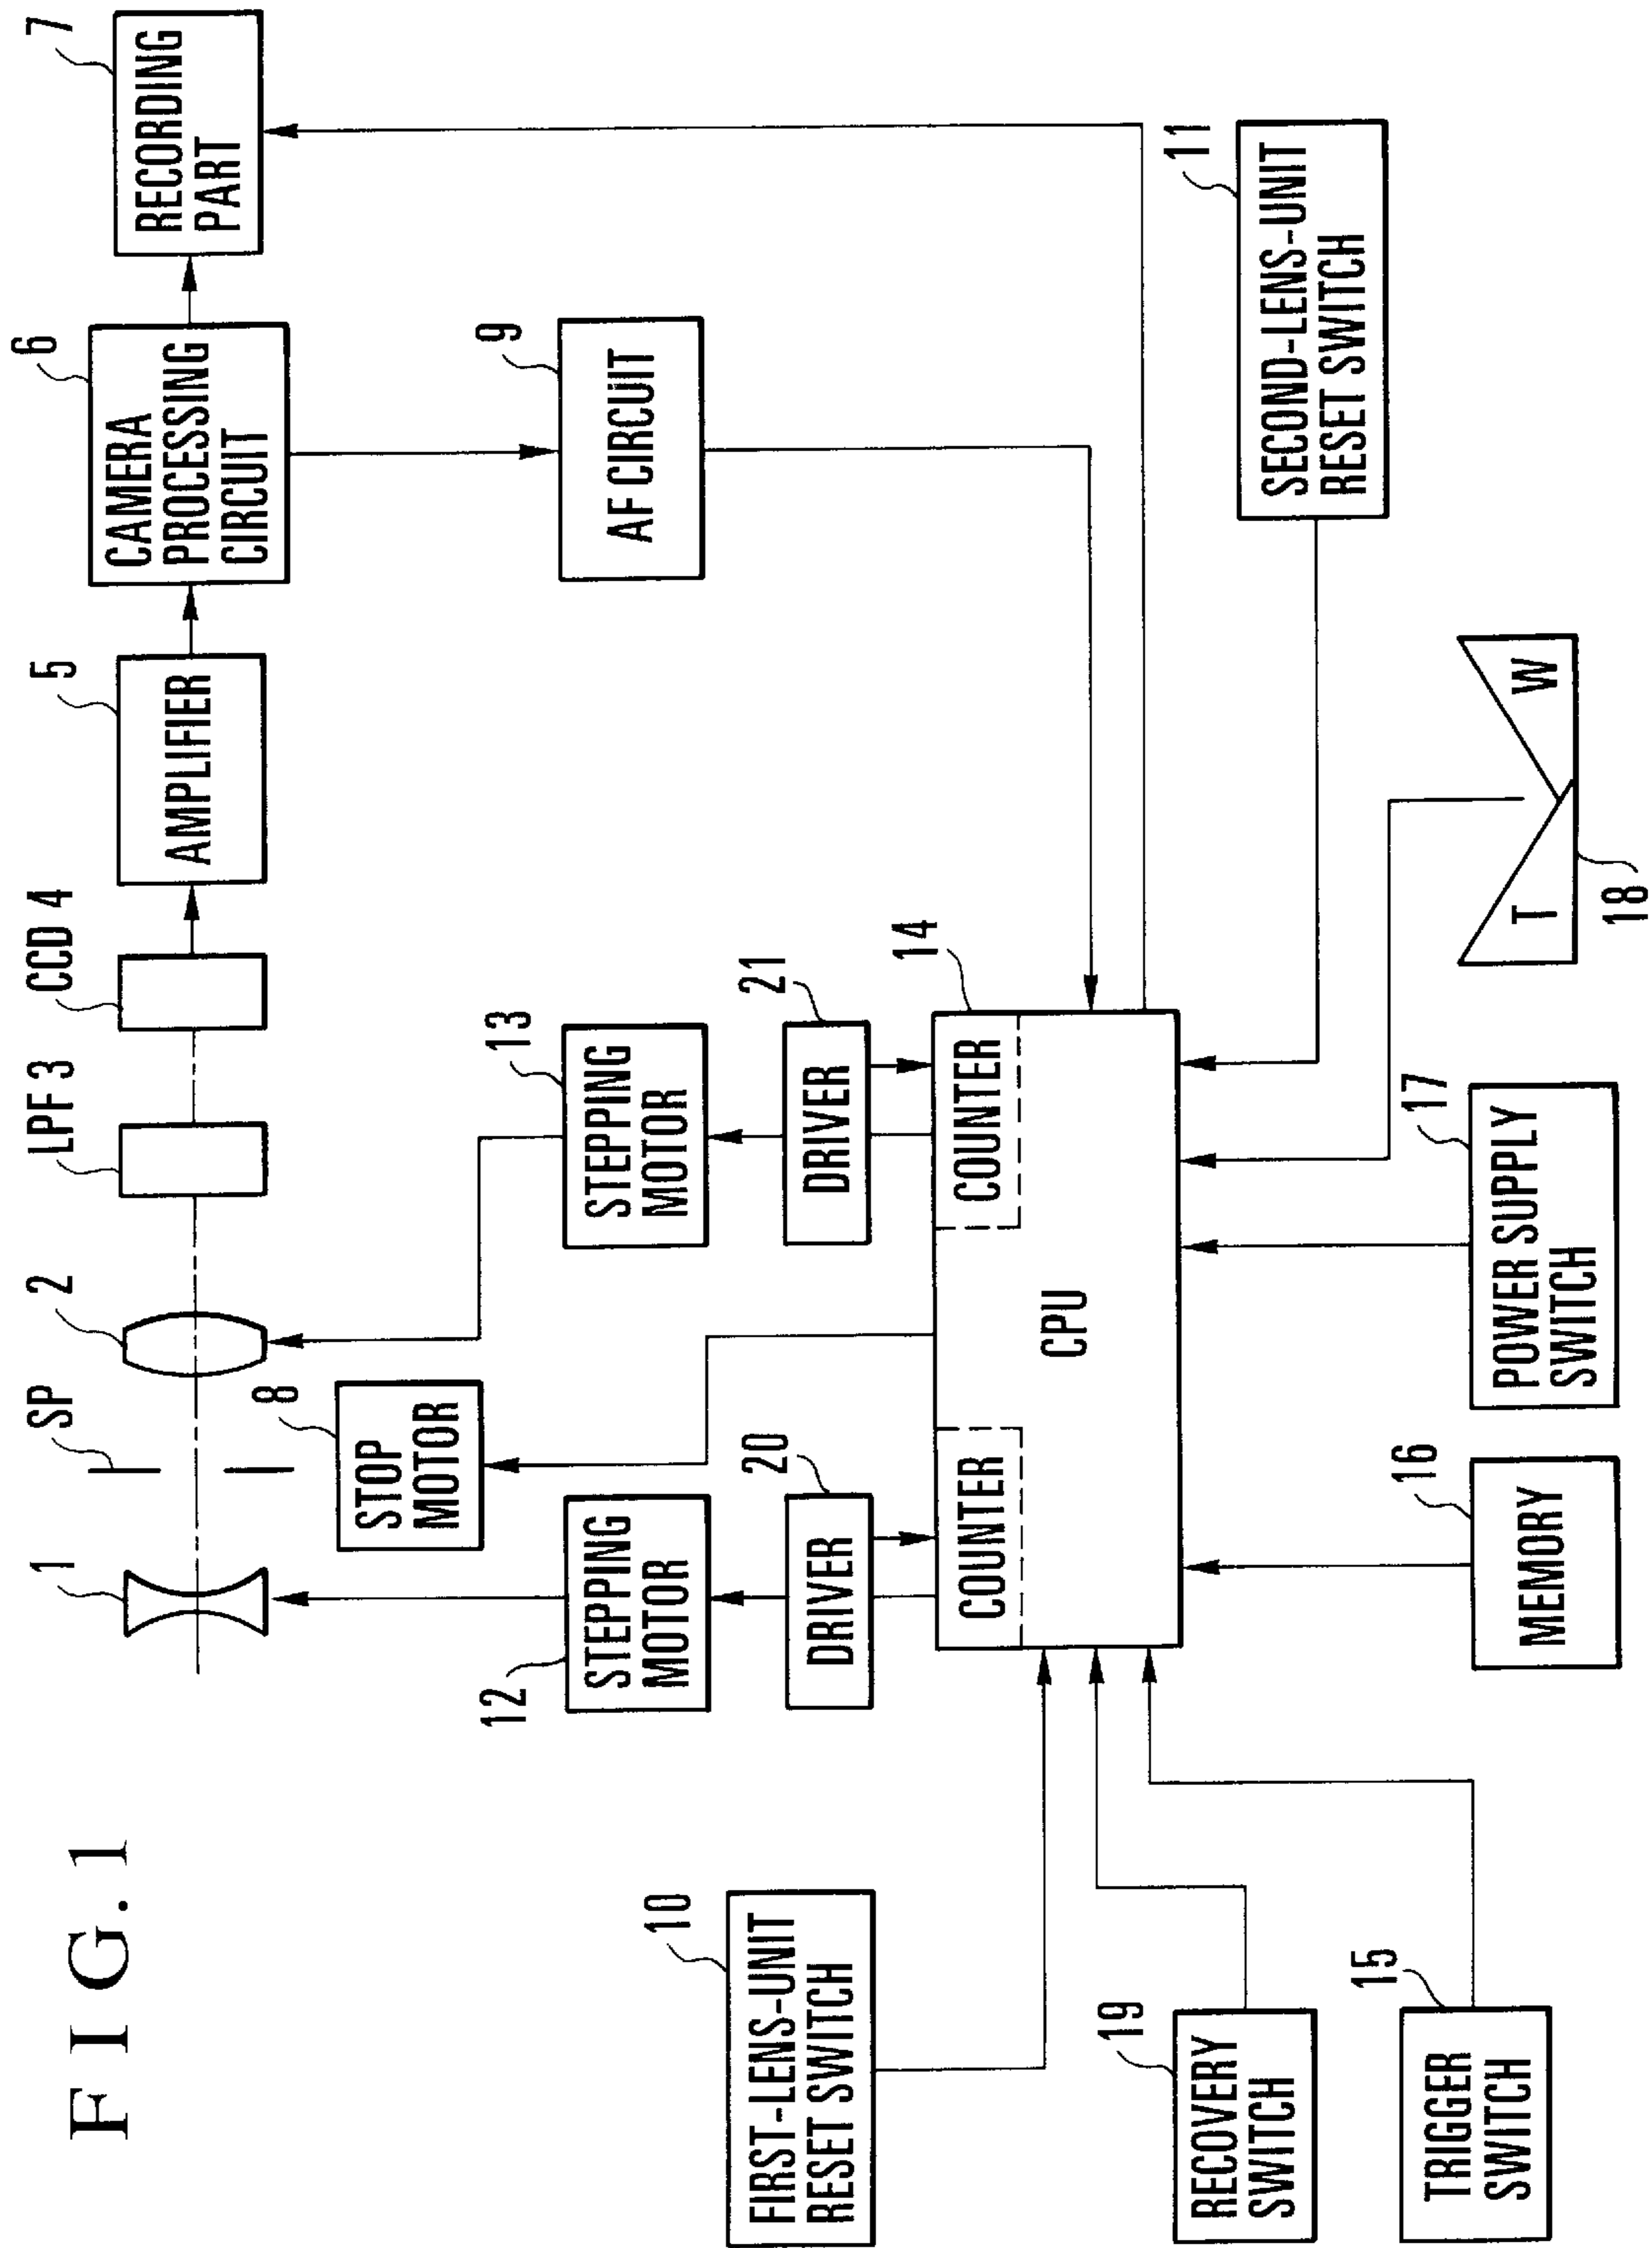 FIG.1
1
SP
2
LPF 3
CCD 4
5
AMPLIFIER
6
CAMERA
PROCESSING
CIRCUIT
7
RECORDING
PART
8
STOP
MOTOR
9
AF CIRCUIT
12
STEPPING
MOTOR
13
STEPPING
MOTOR
20
DRIVER
21
DRIVER
10
FIRST-LENS-UNIT
RESET SWITCH
COUNTER
COUNTER
14
CPU
11
SECOND-LENS-UNIT
RESET SWITCH
19
RECOVERY
SWITCH
15
TRIGGER
SWITCH
16
MEMORY
17
POWER SUPPLY
SWITCH
T
W
18